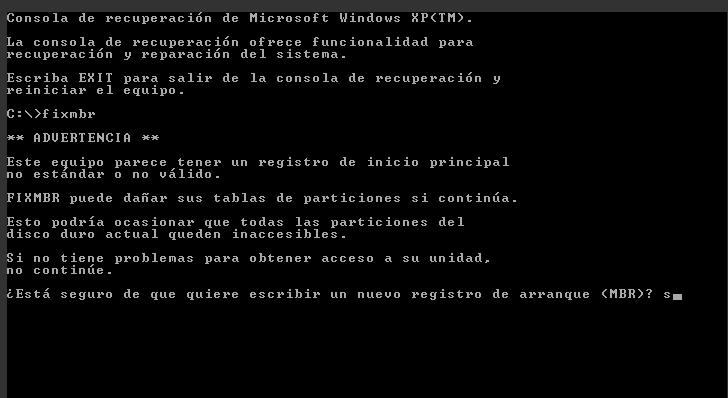 Consola de recuperación de Microsoft Windows XP(TM).
La consola de recuperación ofrece funcionalidad para
recuperación y reparación del sistema.
Escriba EXIT para salir de la consola de recuperación y
reiniciar el equipo.
C:\>fixmbr
** ADVERTENCIA **
Este equipo parece tener un registro de inicio principal
no estándar o no válido.
FIXMBR puede dañar sus tablas de particiones si continúa.
Esto podría ocasionar que todas las particiones del
disco duro actual queden inaccesibles.
Si no tiene problemas para obtener acceso a su unidad,
no continúe.
¿Está seguro de que quiere escribir un nuevo registro de arranque (MBR)? s